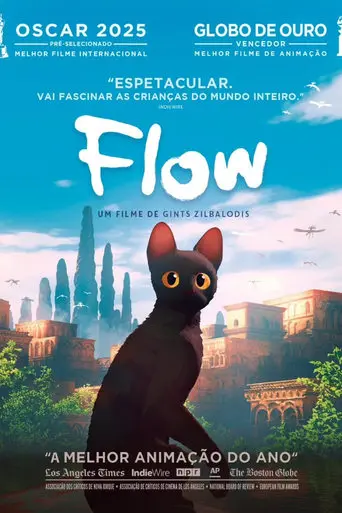 OSCAR 2025
PRÉ-SELECIONADO
MELHOR FILME INTERNACIONAL
GLOBO DE OURO
VENCEDOR
MELHOR FILME DE ANIMAÇÃO
“ESPETACULAR.
VAI FASCINAR AS CRIANÇAS DO MUNDO INTEIRO.”
INDIEWIRE
Flow
UM FILME DE GINTS ZILBALODIS
“A MELHOR ANIMAÇÃO DO ANO”
Los Angeles Times IndieWire npr AP The Boston Globe
ASSOCIAÇÃO DOS CRÍTICOS DE NOVA IORQUE • ASSOCIAÇÃO DE CRÍTICOS DE CINEMA DE LOS ANGELES • NATIONAL BOARD OF REVIEW • EUROPEAN FILM AWARDS